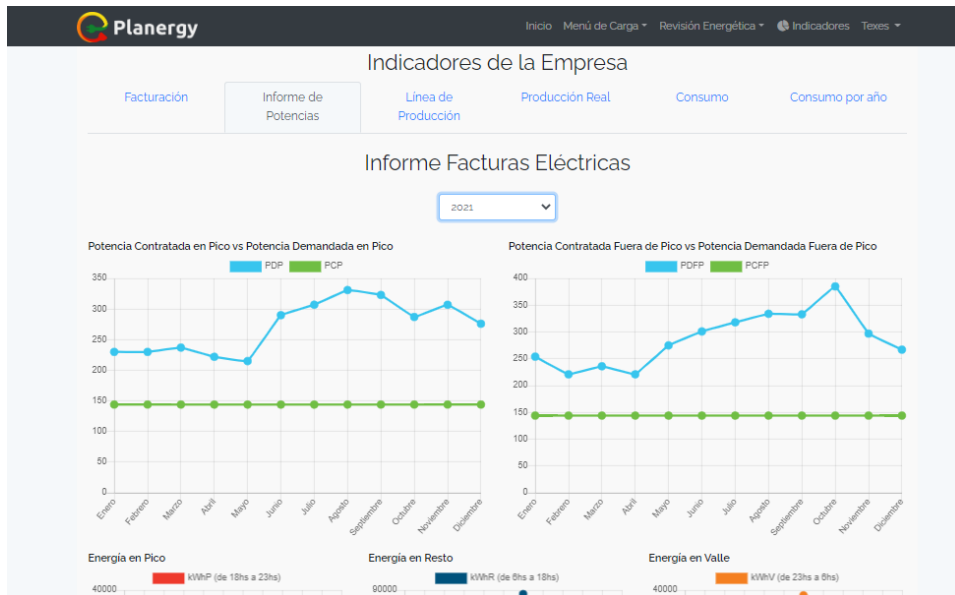 Planergy
Inicio Menú de Carga Revisión Energética Indicadores Texes
Indicadores de la Empresa
Facturación
Informe de Potencias
Línea de Producción
Producción Real
Consumo
Consumo por año
Informe Facturas Eléctricas
2021
Potencia Contratada en Pico vs Potencia Demandada en Pico
PDP PCP
350
300
250
200
150
100
50
0
Enero Febrero Marzo Abril Mayo Junio Julio Agosto Septiembre Octubre Noviembre Diciembre
Potencia Contratada Fuera de Pico vs Potencia Demandada Fuera de Pico
PDFP PCFP
400
350
300
250
200
150
100
50
0
Enero Febrero Marzo Abril Mayo Junio Julio Agosto Septiembre Octubre Noviembre Diciembre
Energía en Pico
kWhP (de 18hs a 23hs)
40000
Energía en Resto
kWhR (de 6hs a 18hs)
90000
Energía en Valle
kWhV (de 23hs a 6hs)
40000